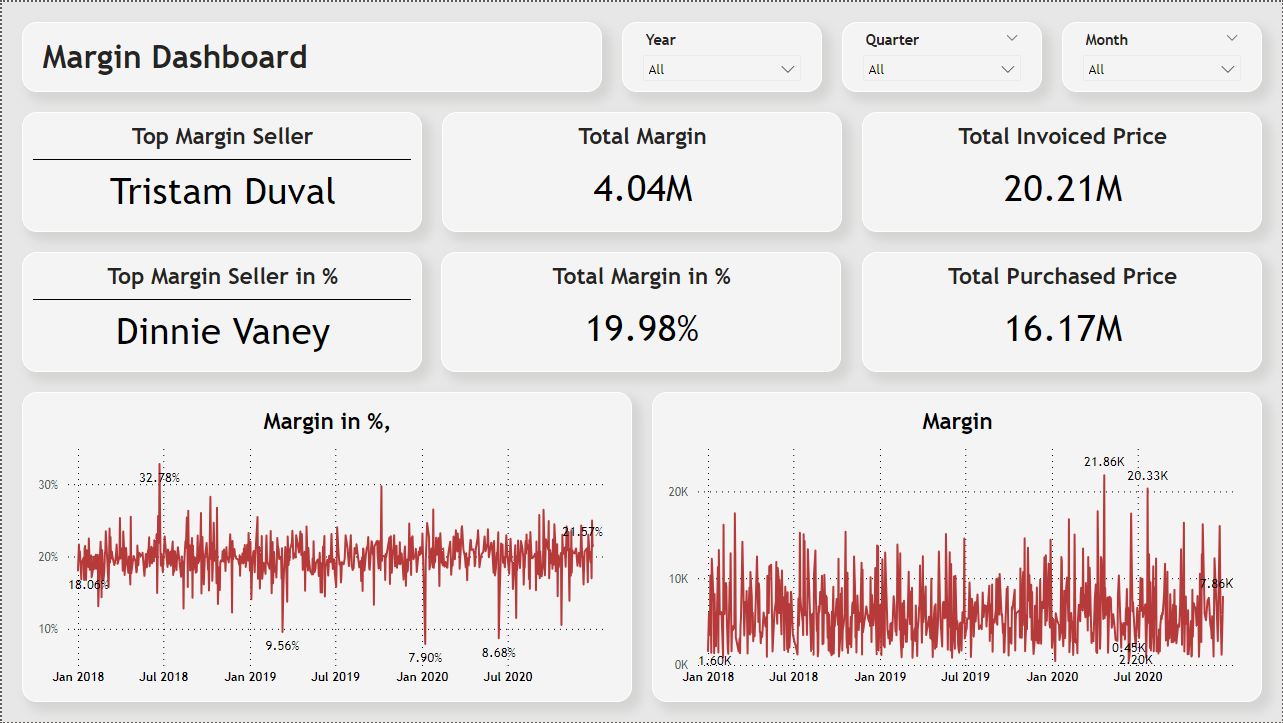 Margin Dashboard
Year
All
Quarter
All
Month
All
Top Margin Seller
Tristam Duval
Total Margin
4.04M
Total Invoiced Price
20.21M
Top Margin Seller in %
Dinnie Vaney
Total Margin in %
19.98%
Total Purchased Price
16.17M
Margin in %,
30%
20%
10%
32.78%
21.57%
18.06%
9.56%
7.90%
8.68%
Jan 2018
Jul 2018
Jan 2019
Jul 2019
Jan 2020
Jul 2020
Margin
20K
10K
0K
21.86K
20.33K
7.86K
0.45K
2.20K
1.60K
Jan 2018
Jul 2018
Jan 2019
Jul 2019
Jan 2020
Jul 2020